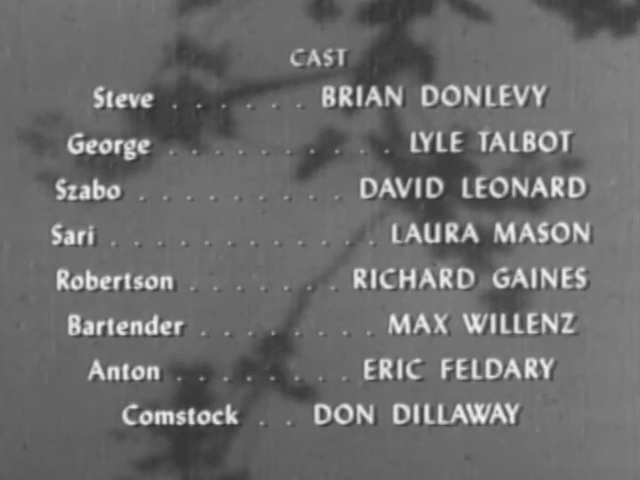 CAST
Steve . . . . . . BRIAN DONLEVY
George . . . . . . . . . . LYLE TALBOT
Szabo . . . . . . . . . DAVID LEONARD
Sari . . . . . . . . . . . . LAURA MASON
Robertson . . . . . . . RICHARD GAINES
Bartender . . . . . . . . MAX WILLENZ
Anton . . . . . . . . ERIC FELDARY
Comstock . . DON DILLAWAY